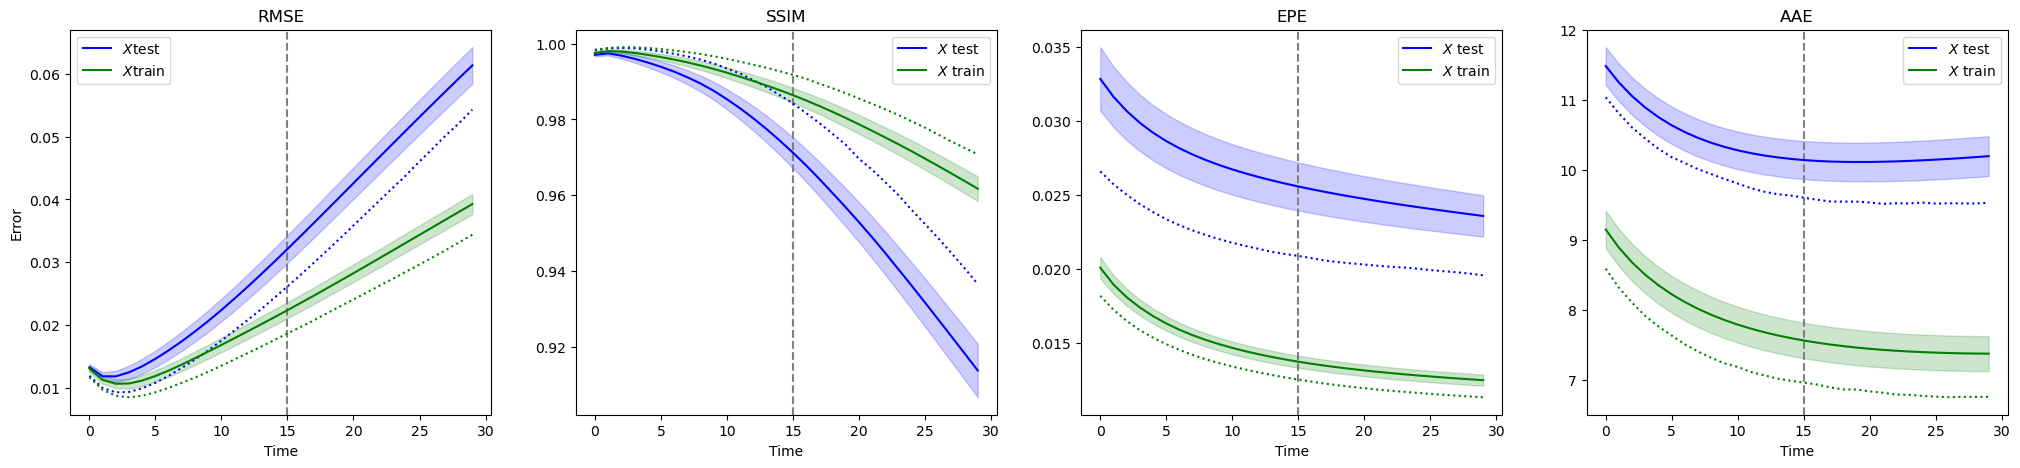 RMSE
Error
0.06
0.05
0.04
0.03
0.02
0.01
X test
X train
0 5 10 15 20 25 30
Time
SSIM
1.00
0.98
0.96
0.94
0.92
X test
X train
0 5 10 15 20 25 30
Time
EPE
0.035
0.030
0.025
0.020
0.015
X test
X train
0 5 10 15 20 25 30
Time
AAE
12
11
10
9
8
7
X test
X train
0 5 10 15 20 25 30
Time